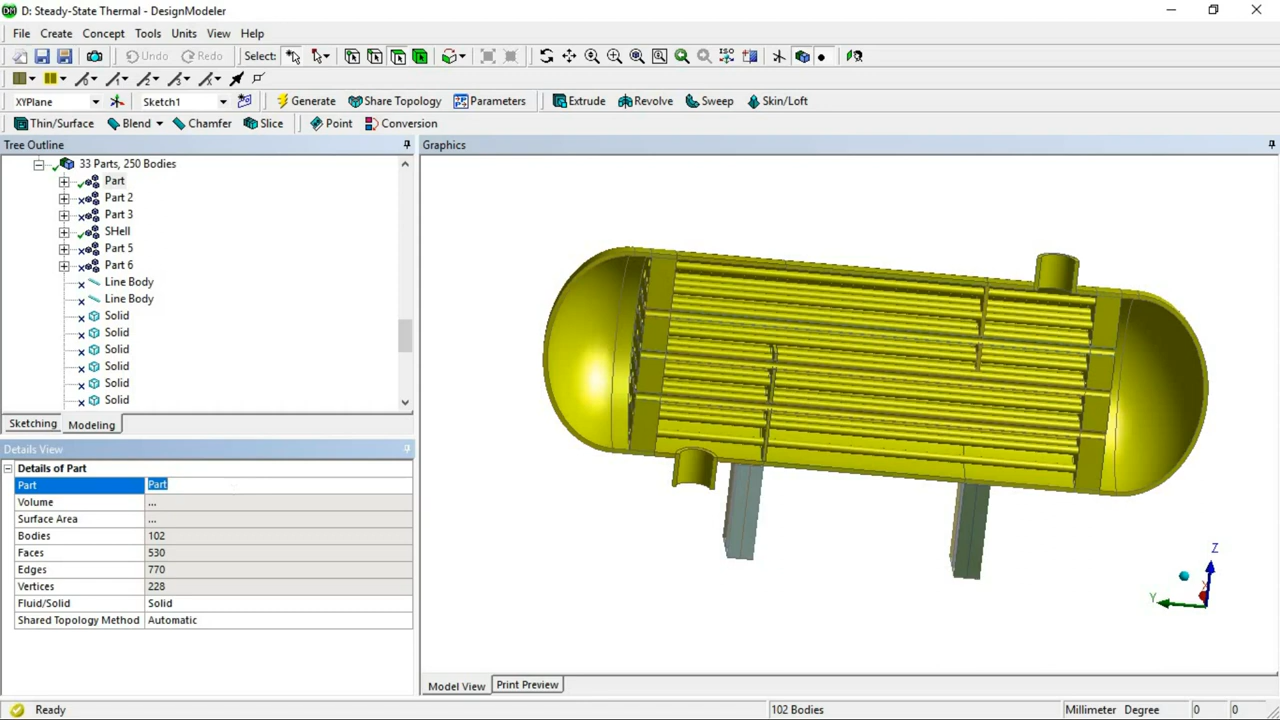 D: Steady-State Thermal - DesignModeler
File Create Concept Tools Units View Help
Undo Redo Select:
XYPlane Sketch1 Generate Share Topology Parameters Extrude Revolve Sweep Skin/Loft
Thin/Surface Blend Chamfer Slice Point Conversion
Tree Outline
33 Parts, 250 Bodies
Part
Part 2
Part 3
SHell
Part 5
Part 6
Line Body
Line Body
Solid
Solid
Solid
Solid
Solid
Solid
Sketching Modeling
Details View
Details of Part
Part Part
Volume ...
Surface Area ...
Bodies 102
Faces 530
Edges 770
Vertices 228
Fluid/Solid Solid
Shared Topology Method Automatic
Graphics
Z
Y
X
Model View Print Preview
Ready 102 Bodies Millimeter Degree 0 0